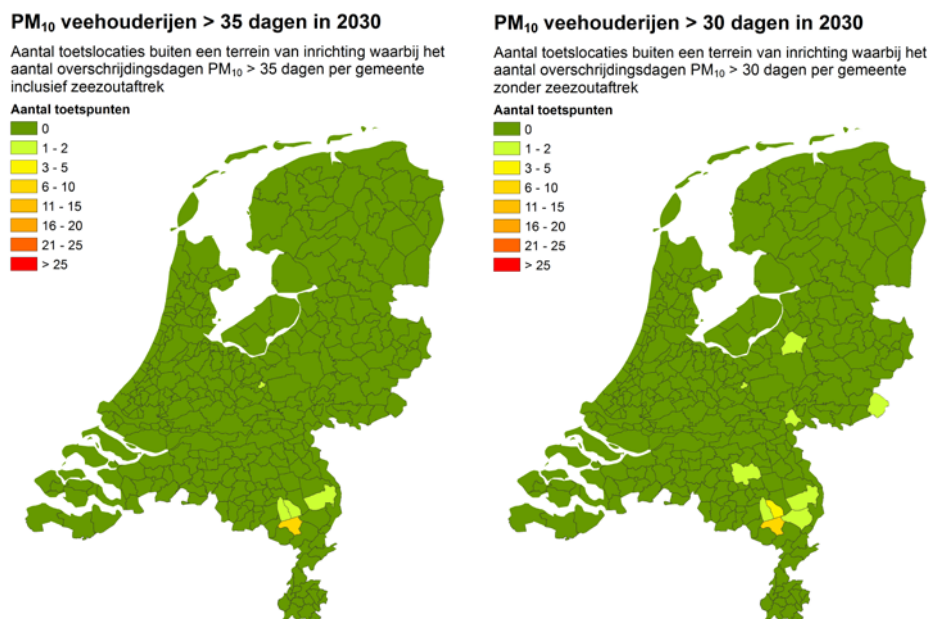 PM₁₀ veehouderijen > 35 dagen in 2030
Aantal toetslocaties buiten een terrein van inrichting waarbij het
aantal overschrijdingsdagen PM₁₀ > 35 dagen per gemeente
inclusief zeezoutaftrek
Aantal toetspunten
0
1 - 2
3 - 5
6 - 10
11 - 15
16 - 20
21 - 25
> 25
PM₁₀ veehouderijen > 30 dagen in 2030
Aantal toetslocaties buiten een terrein van inrichting waarbij het
aantal overschrijdingsdagen PM₁₀ > 30 dagen per gemeente
zonder zeezoutaftrek
Aantal toetspunten
0
1 - 2
3 - 5
6 - 10
11 - 15
16 - 20
21 - 25
> 25